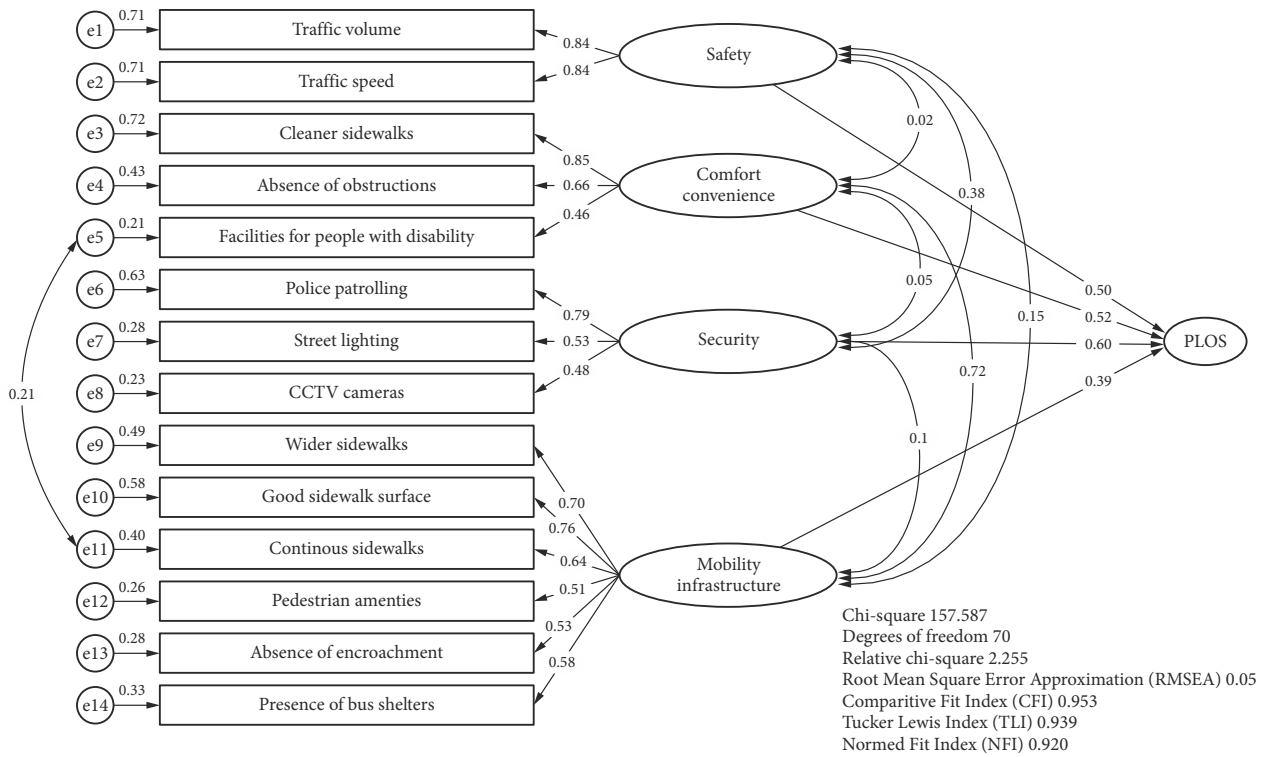 e1 0.71 Traffic volume
e2 0.71 Traffic speed
e3 0.72 Cleaner sidewalks
e4 0.43 Absence of obstructions
e5 0.21 Facilities for people with disability
e6 0.63 Police patrolling
e7 0.28 Street lighting
e8 0.23 CCTV cameras
e9 0.49 Wider sidewalks
e10 0.58 Good sidewalk surface
e11 0.40 Continous sidewalks
e12 0.26 Pedestrian amenties
e13 0.28 Absence of encroachment
e14 0.33 Presence of bus shelters
0.21
0.84
0.84
0.85
0.66
0.46
0.79
0.53
0.48
0.70
0.76
0.64
0.51
0.53
0.58
Safety
Comfort
convenience
Security
Mobility
infrastructure
0.02
0.38
0.05
0.15
0.72
0.1
0.50
0.52
0.60
0.39
PLOS
Chi-square 157.587
Degrees of freedom 70
Relative chi-square 2.255
Root Mean Square Error Approximation (RMSEA) 0.05
Comparitive Fit Index (CFI) 0.953
Tucker Lewis Index (TLI) 0.939
Normed Fit Index (NFI) 0.920